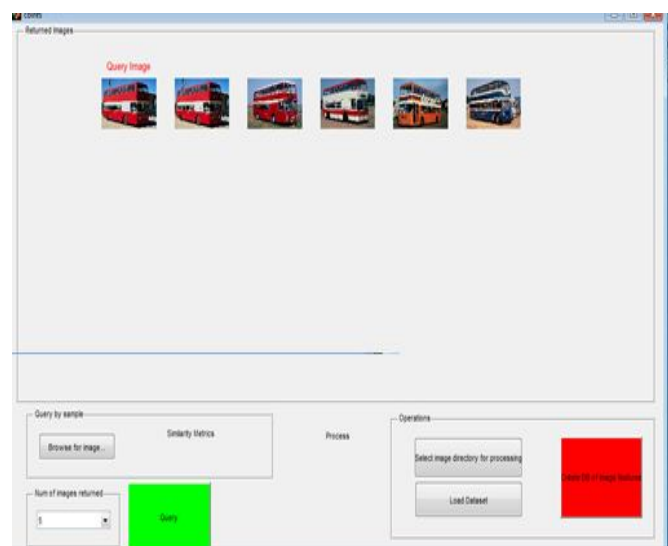 Returned Images
Query Image
Query by sample
Browse for image...
Similarity Metrics
Process
Operations
Select image directory for processing
Load Dataset
Create DB of image features
Num of images returned
5
Query